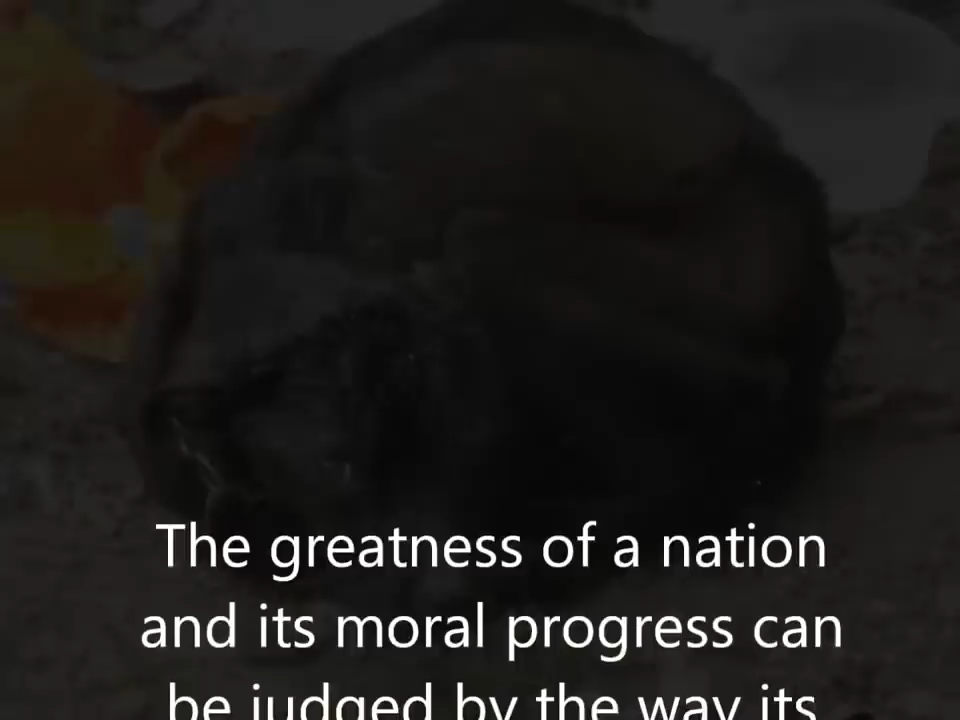 The greatness of a nation
and its moral progress can
be judged by the way its